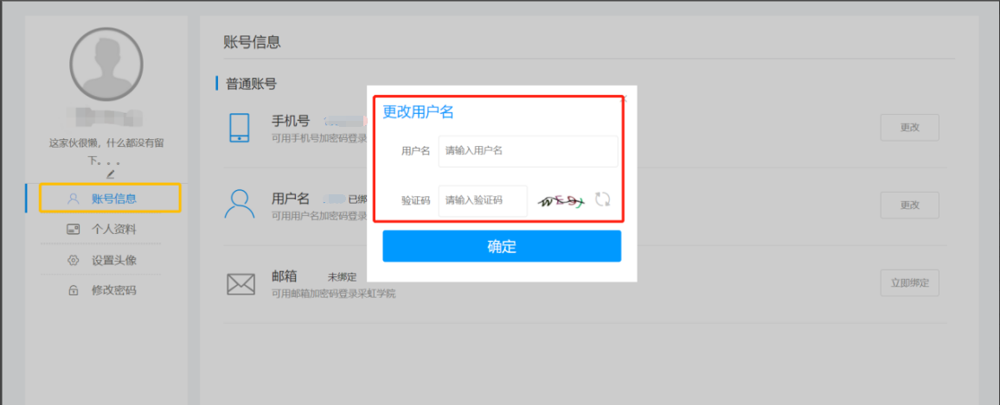 账号信息
普通账号
手机号
可用手机号加密码登录
更改
用户名 已绑
可用用户名加密码登录
更改
邮箱 未绑定
可用邮箱加密码登录采虹学院
立即绑定
这家伙很懒，什么都没有留
下。。。
账号信息
个人资料
设置头像
修改密码
更改用户名
用户名 请输入用户名
验证码 请输入验证码
确定